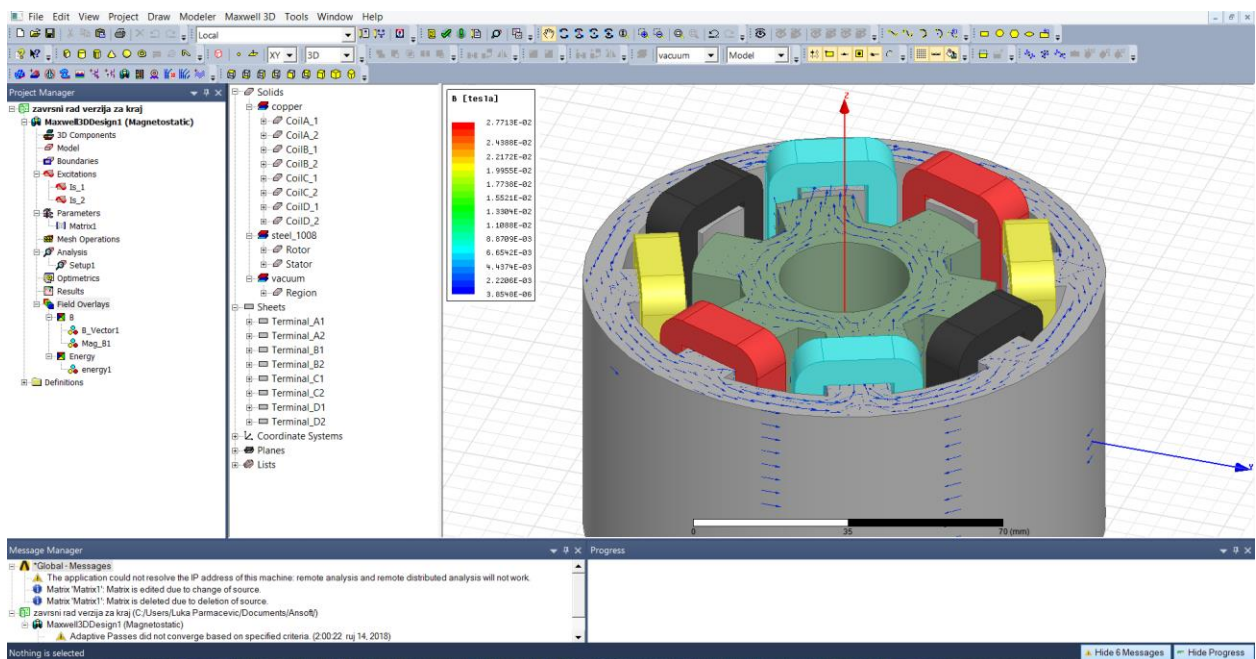 File Edit View Project Draw Modeler Maxwell 3D Tools Window Help
Local
XY 3D vacuum Model
Project Manager
zavrsni rad verzija za kraj
Maxwell3DDesign1 (Magnetostatic)
3D Components
Model
Boundaries
Excitations
Is_1
Is_2
Parameters
Matrix1
Mesh Operations
Analysis
Setup1
Optimetrics
Results
Field Overlays
B
B_Vector1
Mag_B1
Energy
energy1
Definitions
Solids
copper
CoilA_1
CoilA_2
CoilB_1
CoilB_2
CoilC_1
CoilC_2
CoilD_1
CoilD_2
steel_1008
Rotor
Stator
vacuum
Region
Sheets
Terminal_A1
Terminal_A2
Terminal_B1
Terminal_B2
Terminal_C1
Terminal_C2
Terminal_D1
Terminal_D2
Coordinate Systems
Planes
Lists
B [tesla]
2.7713E-02
2.4388E-02
2.2172E-02
1.9955E-02
1.7738E-02
1.5521E-02
1.3304E-02
1.1088E-02
8.8709E-03
6.6542E-03
4.4374E-03
2.2206E-03
3.8548E-06
Z
Y
0 35 70 (mm)
Message Manager
*Global - Messages
The application could not resolve the IP address of this machine: remote analysis and remote distributed analysis will not work.
Matrix 'Matrix1': Matrix is edited due to change of source.
Matrix 'Matrix1': Matrix is deleted due to deletion of source.
zavrsni rad verzija za kraj (C:/Users/Luka Parmacevic/Documents/Ansoft/)
Maxwell3DDesign1 (Magnetostatic)
Adaptive Passes did not converge based on specified criteria. (2:00:22 ruj 14, 2018)
Progress
Nothing is selected
Hide 6 Messages
Hide Progress